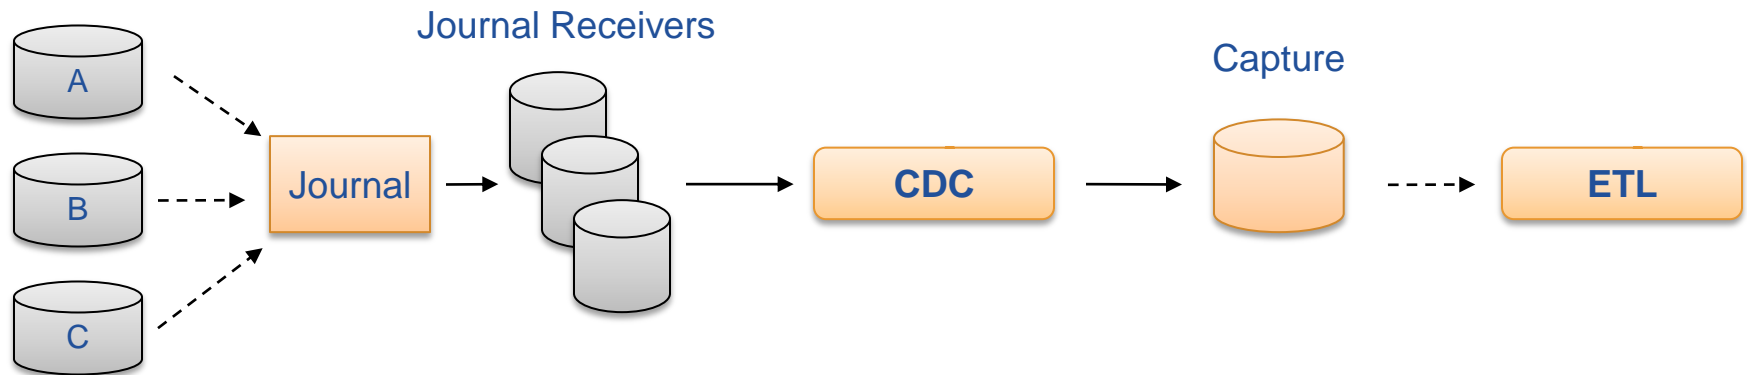 Journal Receivers
Capture
A
B
C
Journal
CDC
ETL